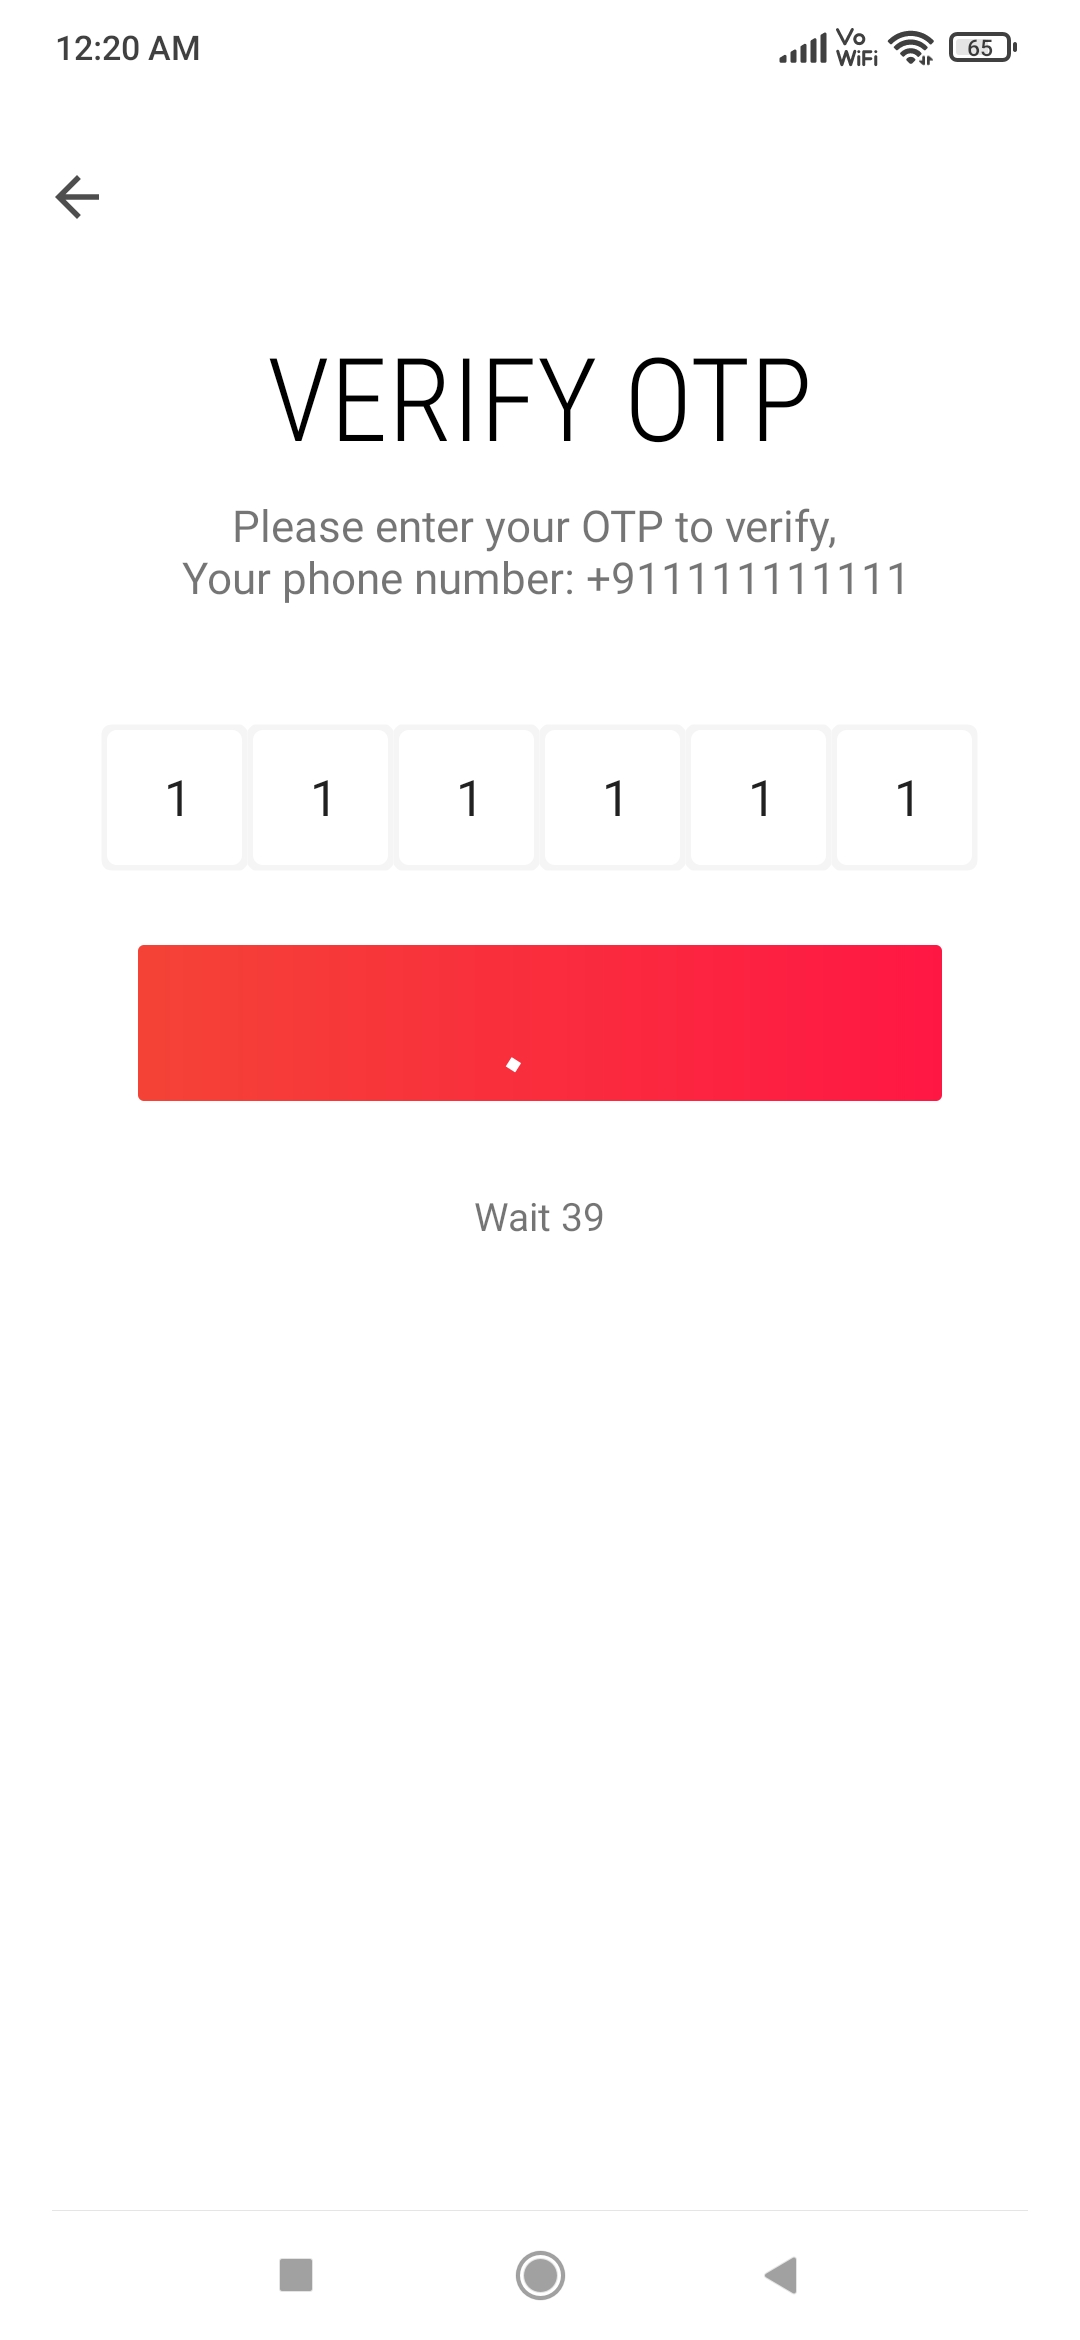 12:20 AM
Vo
WiFi
65
VERIFY OTP
Please enter your OTP to verify,
Your phone number: +911111111111
1 1 1 1 1 1
Wait 39